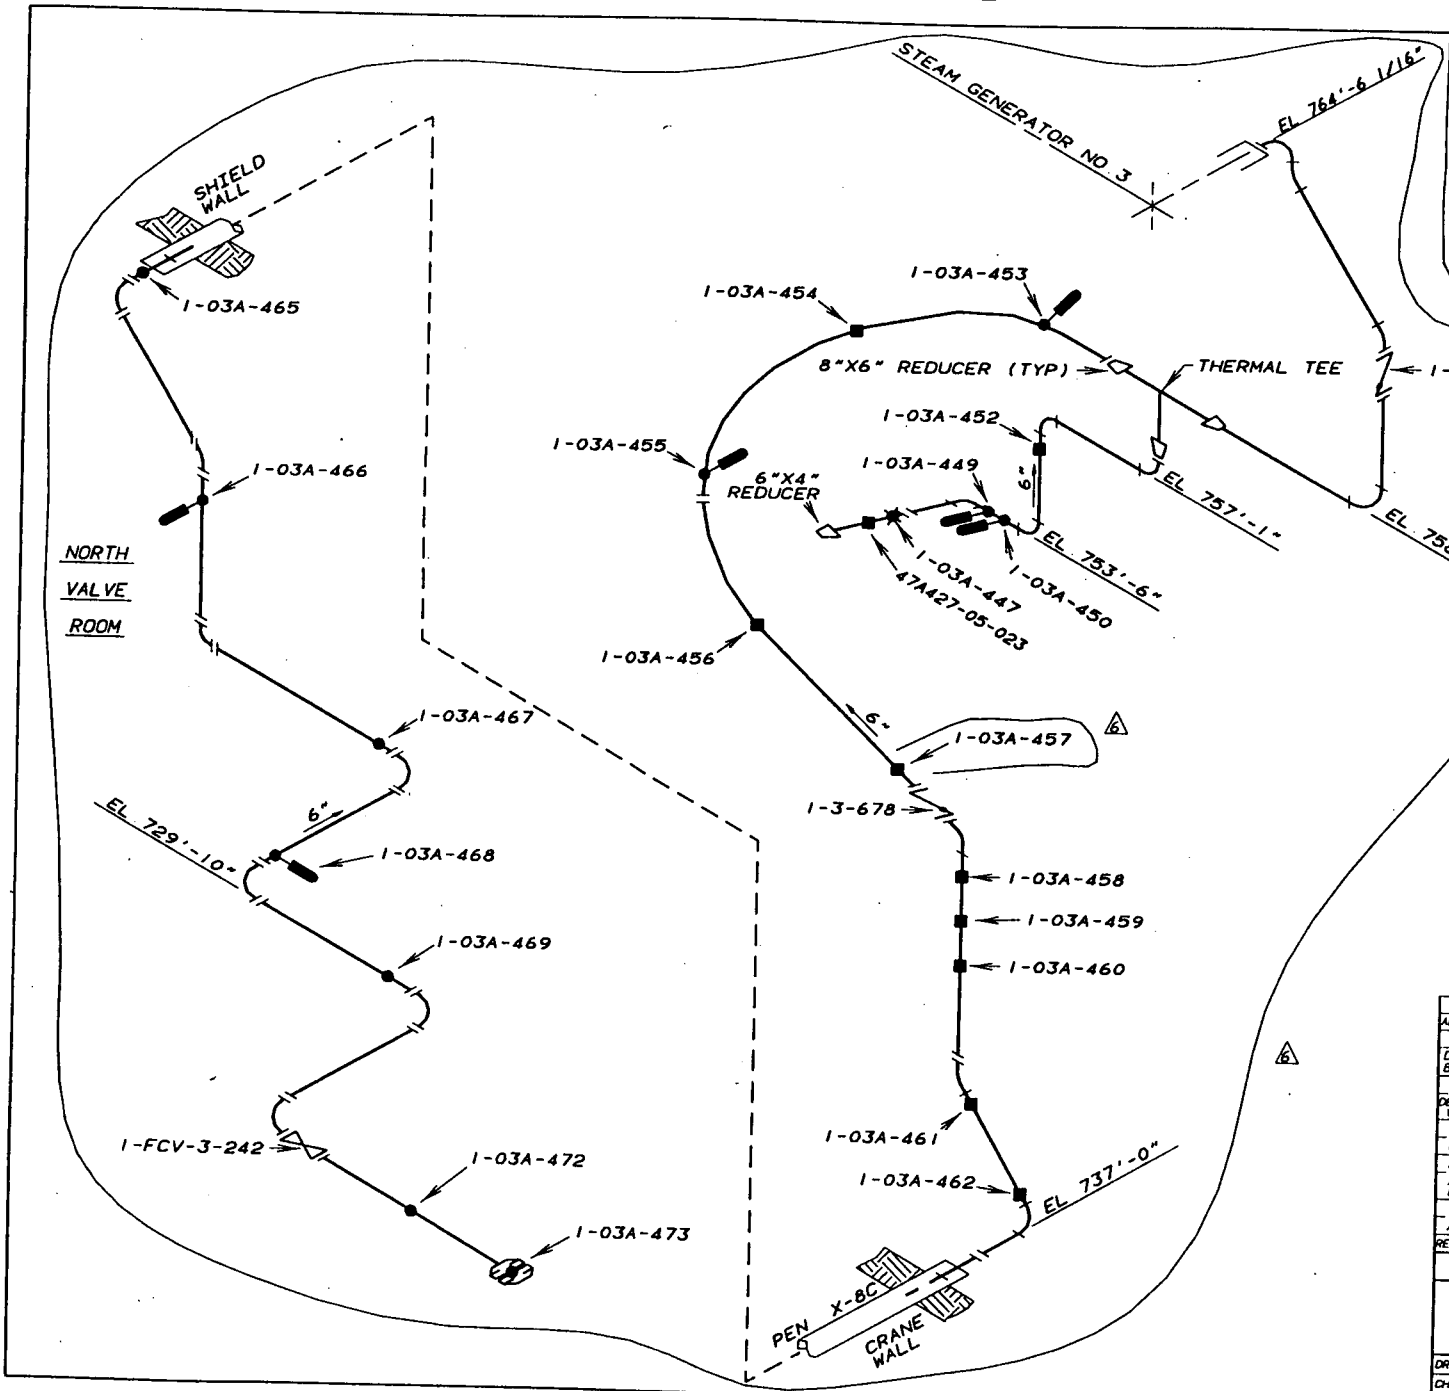 STEAM GENERATOR NO. 3
EL 764'-6 1/16"
SHIELD
WALL
1-03A-465
1-03A-454
1-03A-453
8"X6" REDUCER (TYP)
THERMAL TEE
1-03A-452
1-03A-455
1-03A-466
6"X4"
REDUCER
1-03A-449
6"
EL 757'-1"
NORTH
VALVE
ROOM
EL. 753'-6"
1-03A-447
1-03A-450
47A427-05-023
1-03A-456
1-03A-467
6"
1-03A-457
6
1-3-678
EL 729'-10"
6"
1-03A-468
1-03A-458
1-03A-459
1-03A-469
1-03A-460
6
1-FCV-3-242
1-03A-461
1-03A-472
1-03A-462
EL 737'-0"
1-03A-473
PEN X-8C
CRANE
WALL